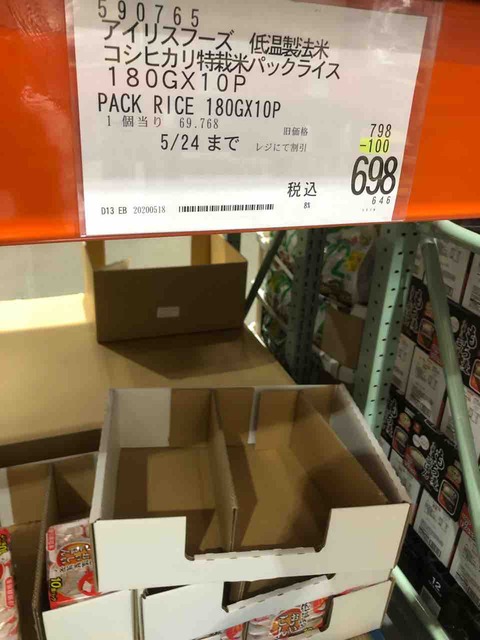 590765
アイリスフーズ 低温製法米
コシヒカリ特栽米パックライス
180GX10P
PACK RICE 180GX10P
1個当り 69.768
旧価格 798
5/24 まで レジにて割引 -100
税込 698
8% 646
D13 EB 20200518